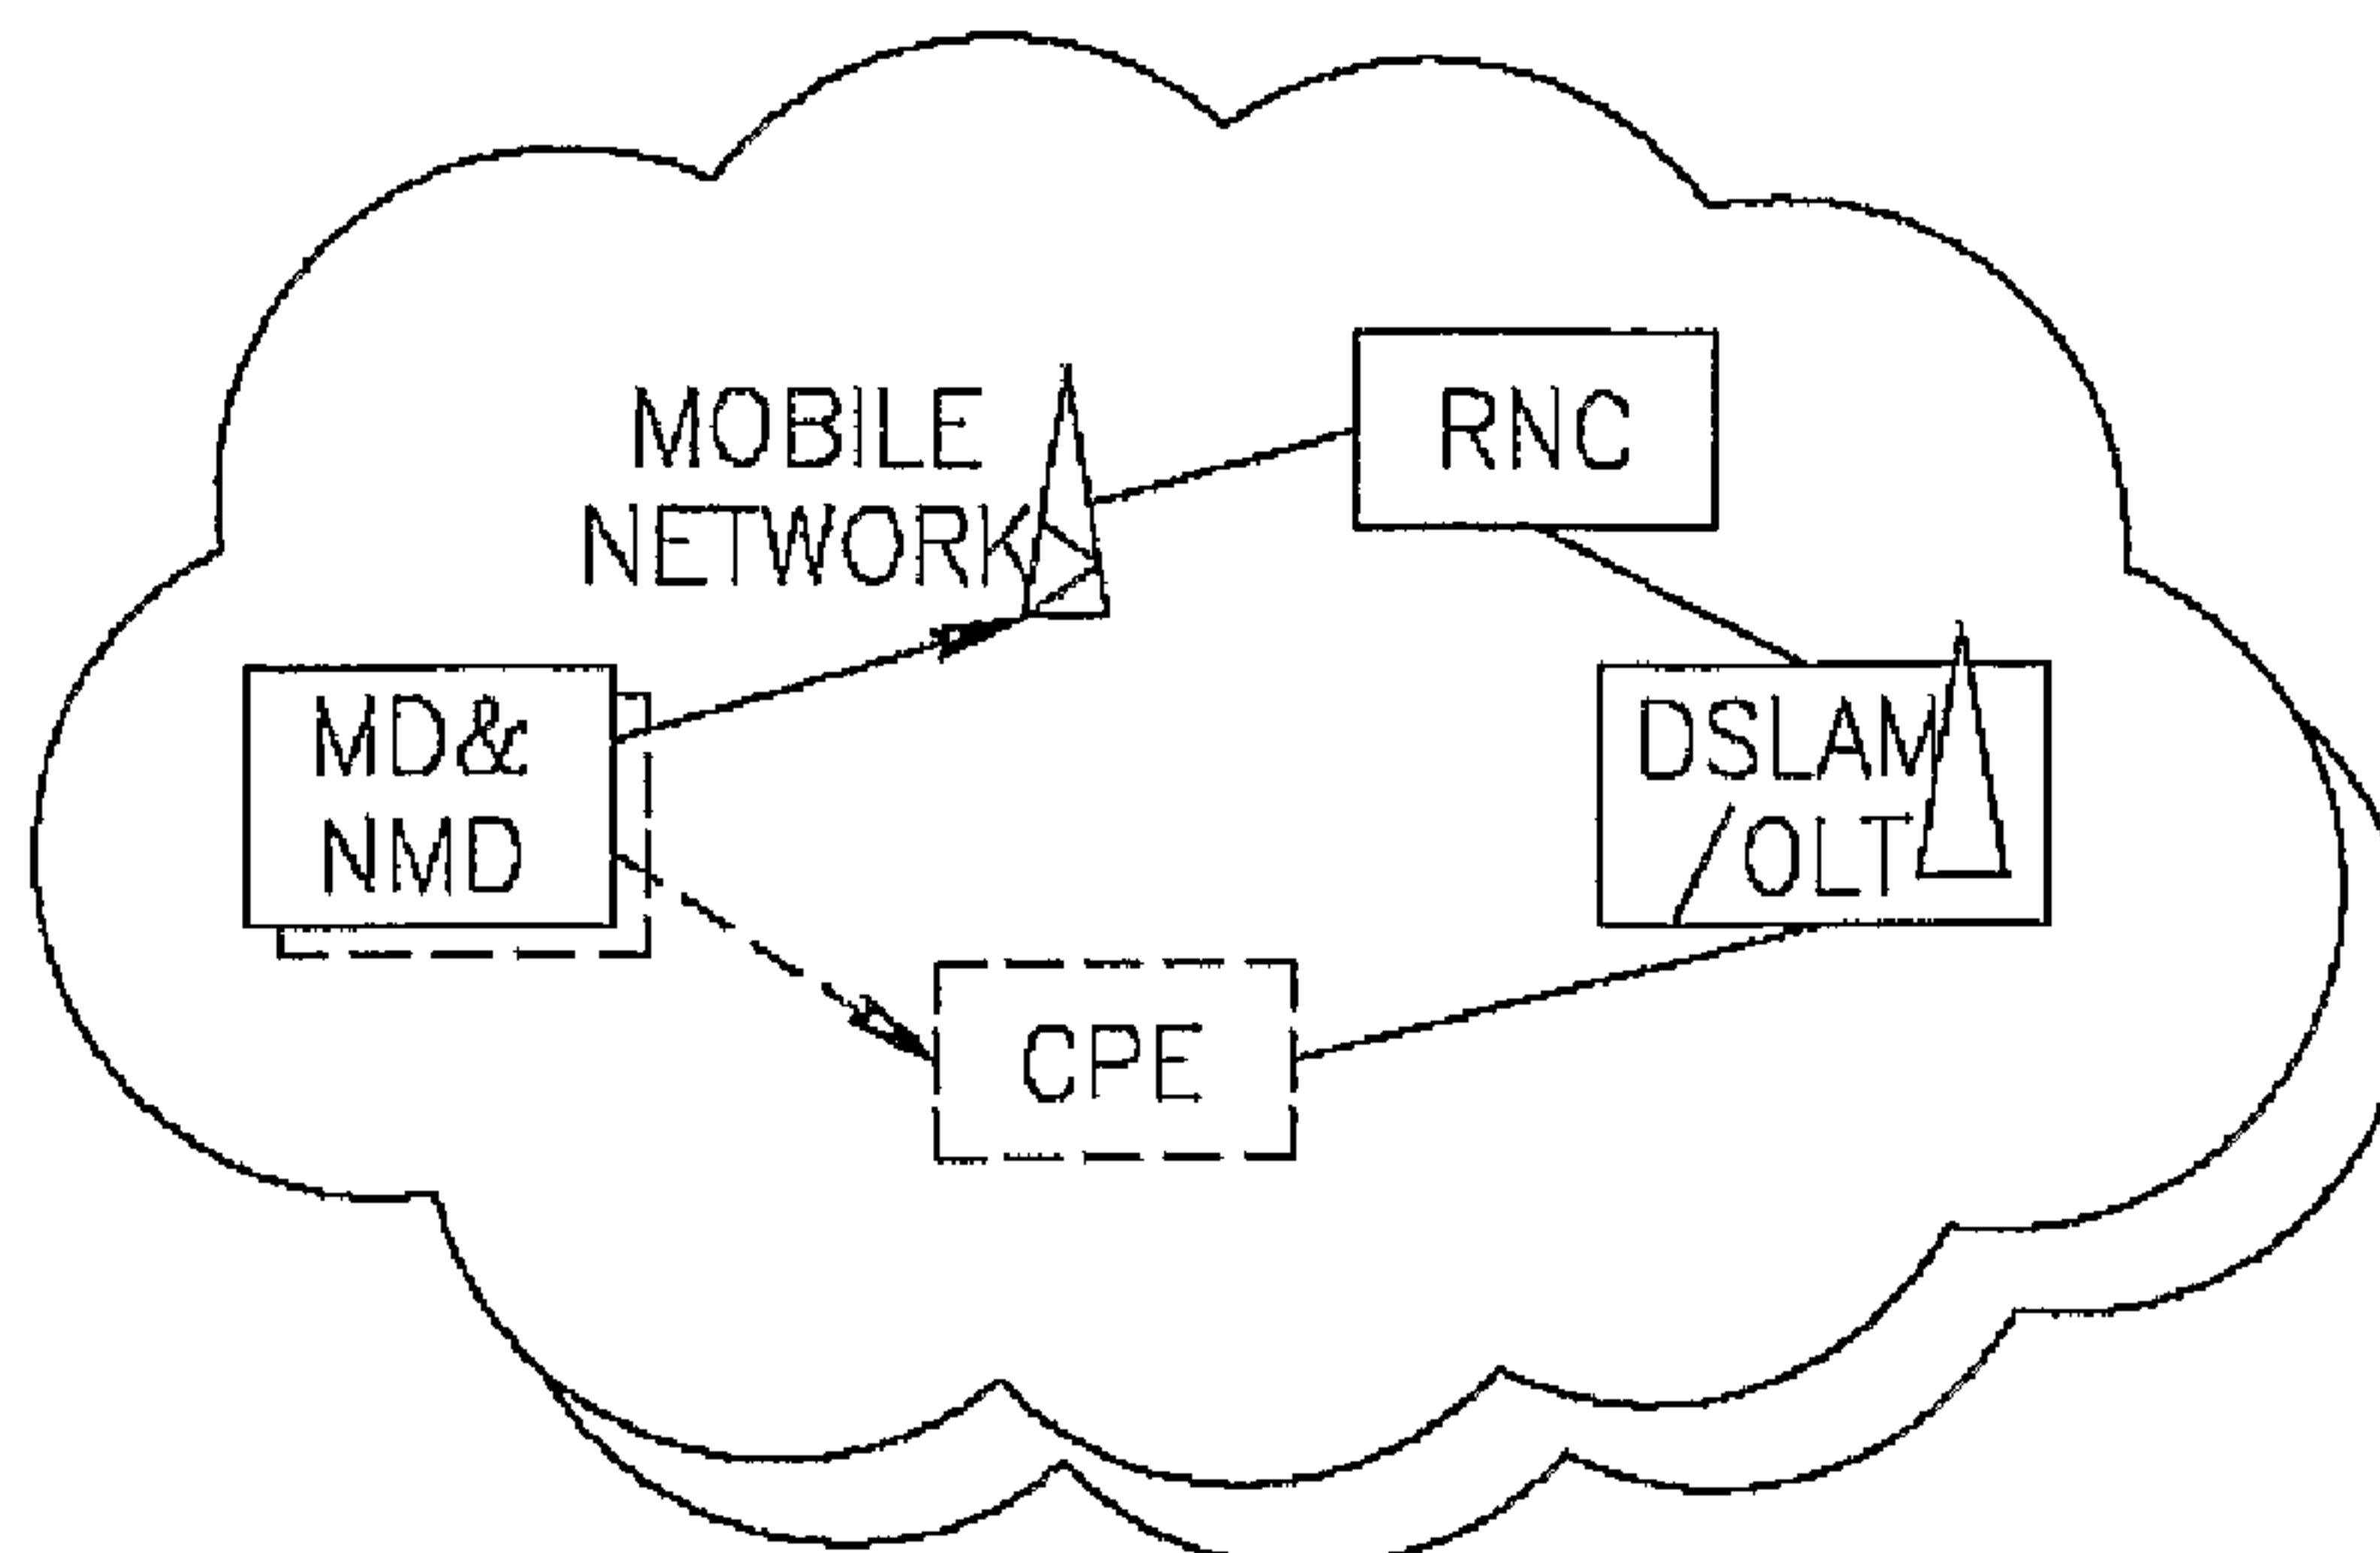 MOBILE
NETWORK
RNC
MD&
NMD
DSLAM
/OLT
CPE